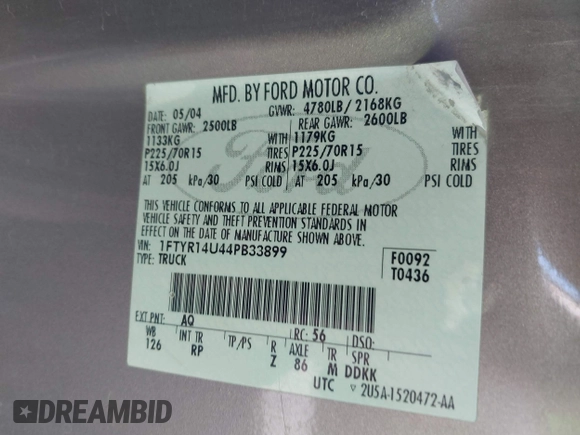 MFD. BY FORD MOTOR CO.
DATE: 05/04 GVWR: 4780LB/ 2168KG
FRONT GAWR: 2500LB REAR GAWR: 2600LB
1133KG WITH 1179KG WITH
P225/70R15 TIRES P225/70R15 TIRES
15X6.0J RIMS 15X6.0J RIMS
AT 205 kPa/30 PSI COLD AT 205 kPa/30 PSI COLD
Ford
THIS VEHICLE CONFORMS TO ALL APPLICABLE FEDERAL MOTOR
VEHICLE SAFETY AND THEFT PREVENTION STANDARDS IN
EFFECT ON THE DATE OF MANUFACTURE SHOWN ABOVE.
VIN: 1FTYR14U44PB33899 F0092
TYPE: TRUCK T0436
EXT PNT: AQ RC: 56 DSO:
WB INT TR TP/PS R AXLE TR SPR
126 RP Z 86 M DDKK
UTC ▽ 2U5A-1520472-AA
DREAMBID